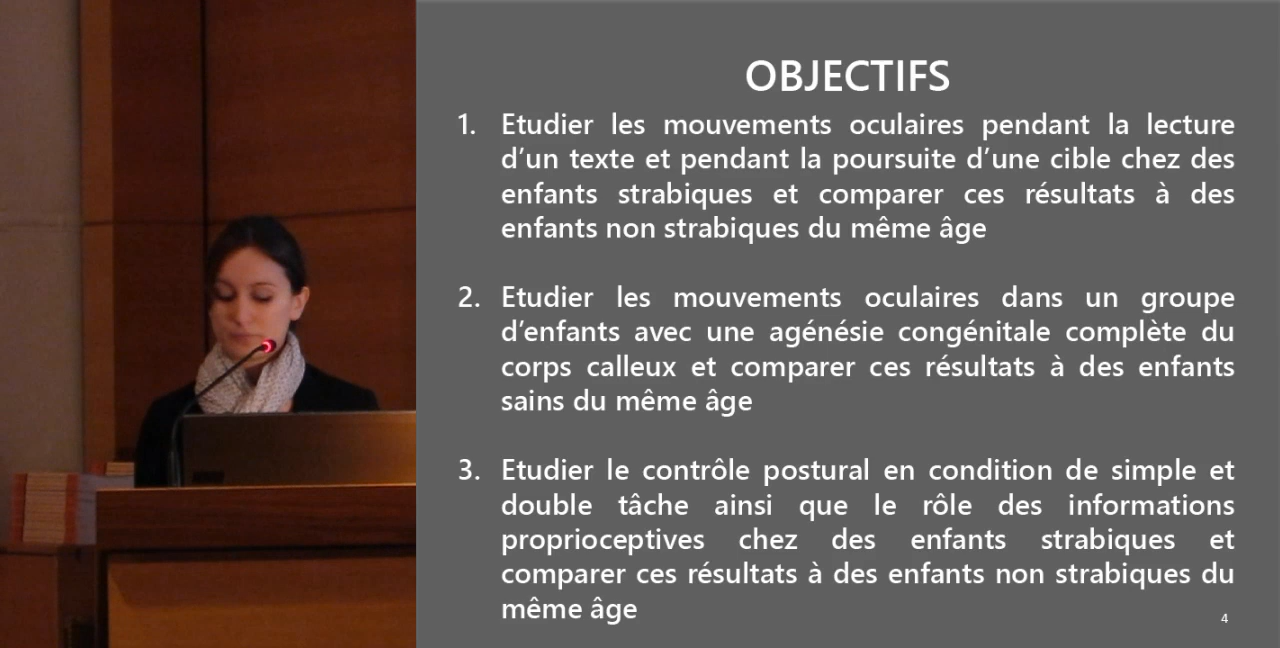 OBJECTIFS
1. Etudier les mouvements oculaires pendant la lecture
d’un texte et pendant la poursuite d’une cible chez des
enfants strabiques et comparer ces résultats à des
enfants non strabiques du même âge
2. Etudier les mouvements oculaires dans un groupe
d’enfants avec une agénésie congénitale complète du
corps calleux et comparer ces résultats à des enfants
sains du même âge
3. Etudier le contrôle postural en condition de simple et
double tâche ainsi que le rôle des informations
proprioceptives chez des enfants strabiques et
comparer ces résultats à des enfants non strabiques du
même âge
4